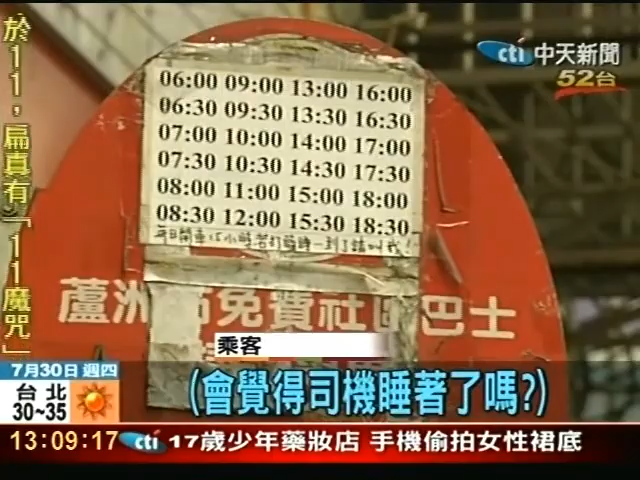 於11，扁真有「11魔咒」
cti 中天新聞
52台
06:00 09:00 13:00 16:00
06:30 09:30 13:30 16:30
07:00 10:00 14:00 17:00
07:30 10:30 14:30 17:30
08:00 11:00 15:00 18:00
08:30 12:00 15:30 18:30
蘆洲市免費社區巴士
乘客
(會覺得司機睡著了嗎?)
7月30日 週四
台北
30~35
13:09:17 cti 17歲少年藥妝店 手機偷拍女性裙底